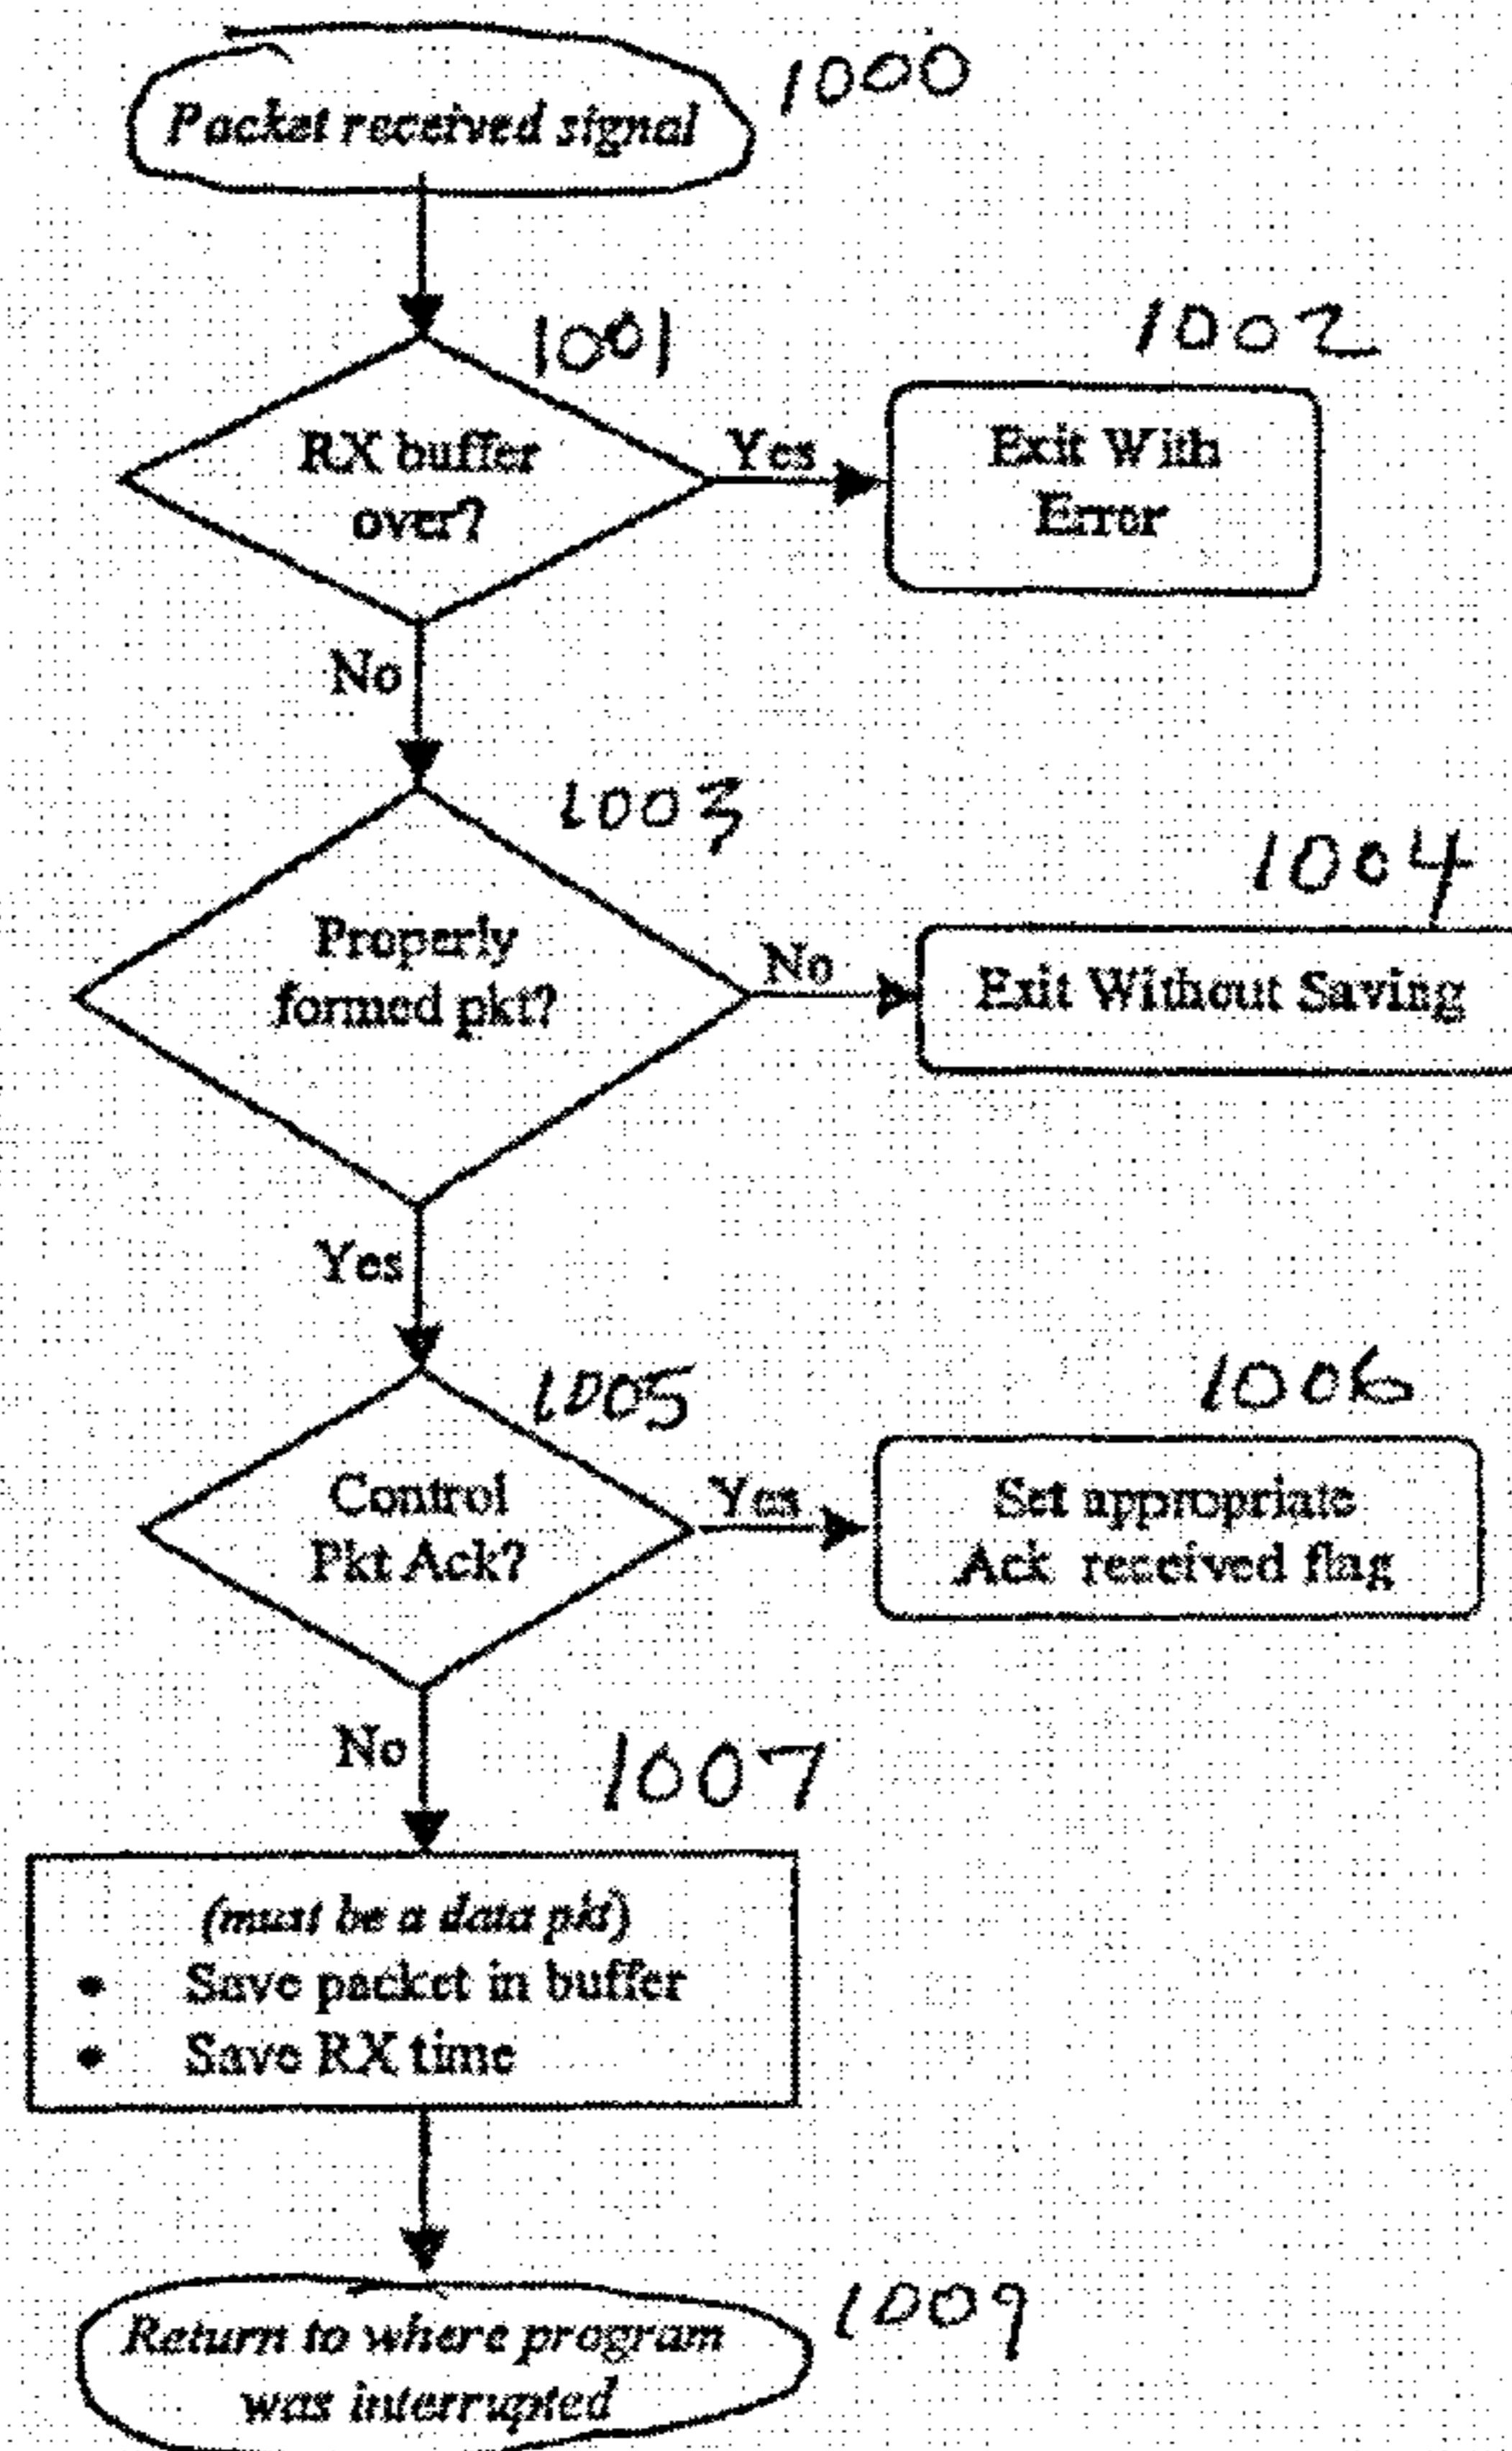 Packet received signal
1000
1001
RX buffer
over?
Yes
1002
Exit With
Error
No
1003
Properly
formed pkt?
No
1004
Exit Without Saving
Yes
1005
Control
Pkt Ack?
Yes
1006
Set appropriate
Ack received flag
No
1007
(must be a data pkt)
• Save packet in buffer
• Save RX time
Return to where program
was interrupted
1009